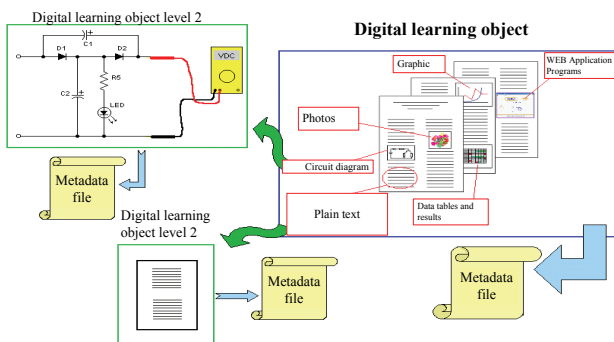 Digital learning object level 2
Digital learning object
C1
D1
D2
VDC
R5
C2
LED
Graphic
WEB Application
Programs
Photos
Circuit diagram
Plain text
Data tables and
results
Metadata
file
Digital learning
object level 2
Metadata
file
Metadata
file